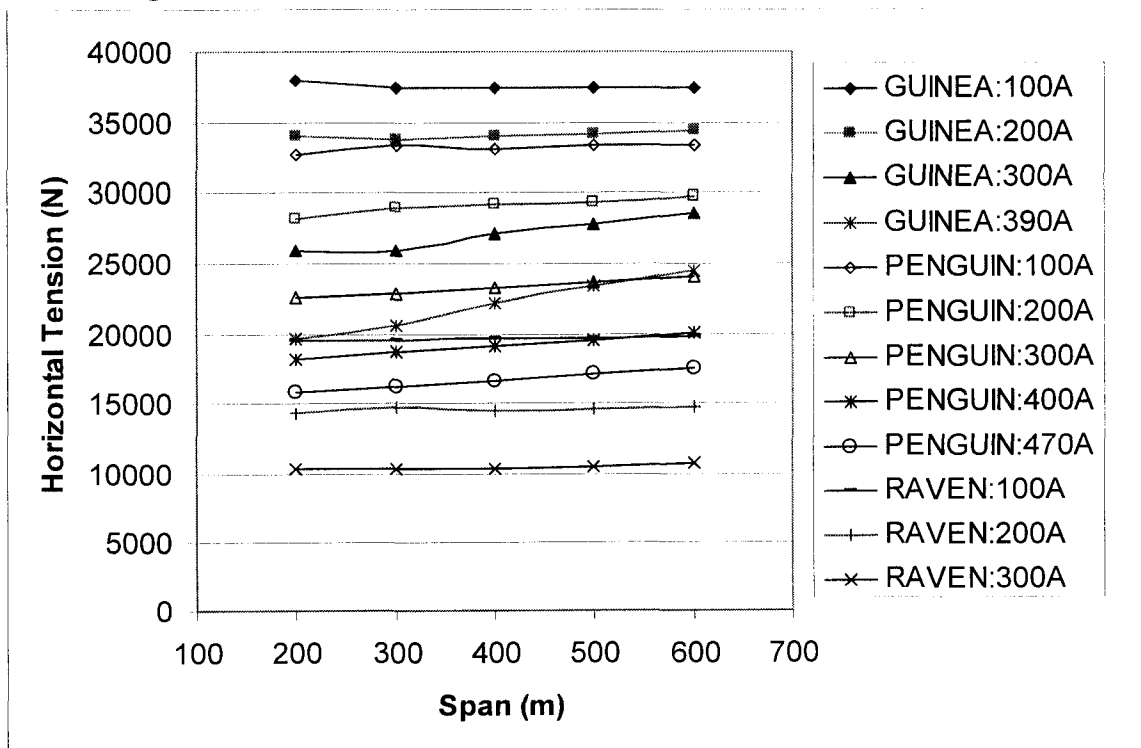 40000
35000
30000
25000
20000
15000
10000
5000
0
Horizontal Tension (N)
100 200 300 400 500 600 700
Span (m)
GUINEA:100A
GUINEA:200A
GUINEA:300A
GUINEA:390A
PENGUIN:100A
PENGUIN:200A
PENGUIN:300A
PENGUIN:400A
PENGUIN:470A
RAVEN:100A
RAVEN:200A
RAVEN:300A